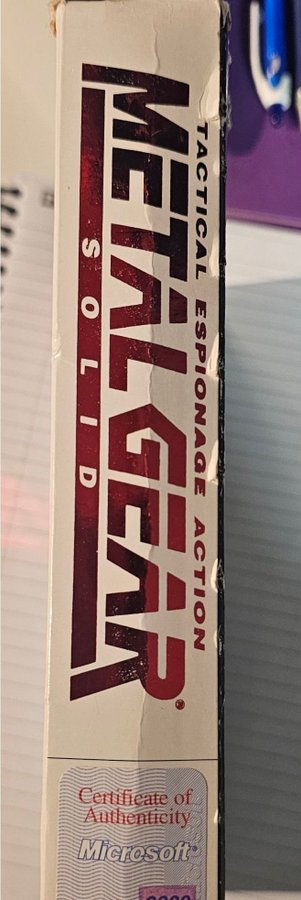 TACTICAL ESPIONAGE ACTION
METAL GEAR®
SOLID
Certificate of
Authenticity
Microsoft®